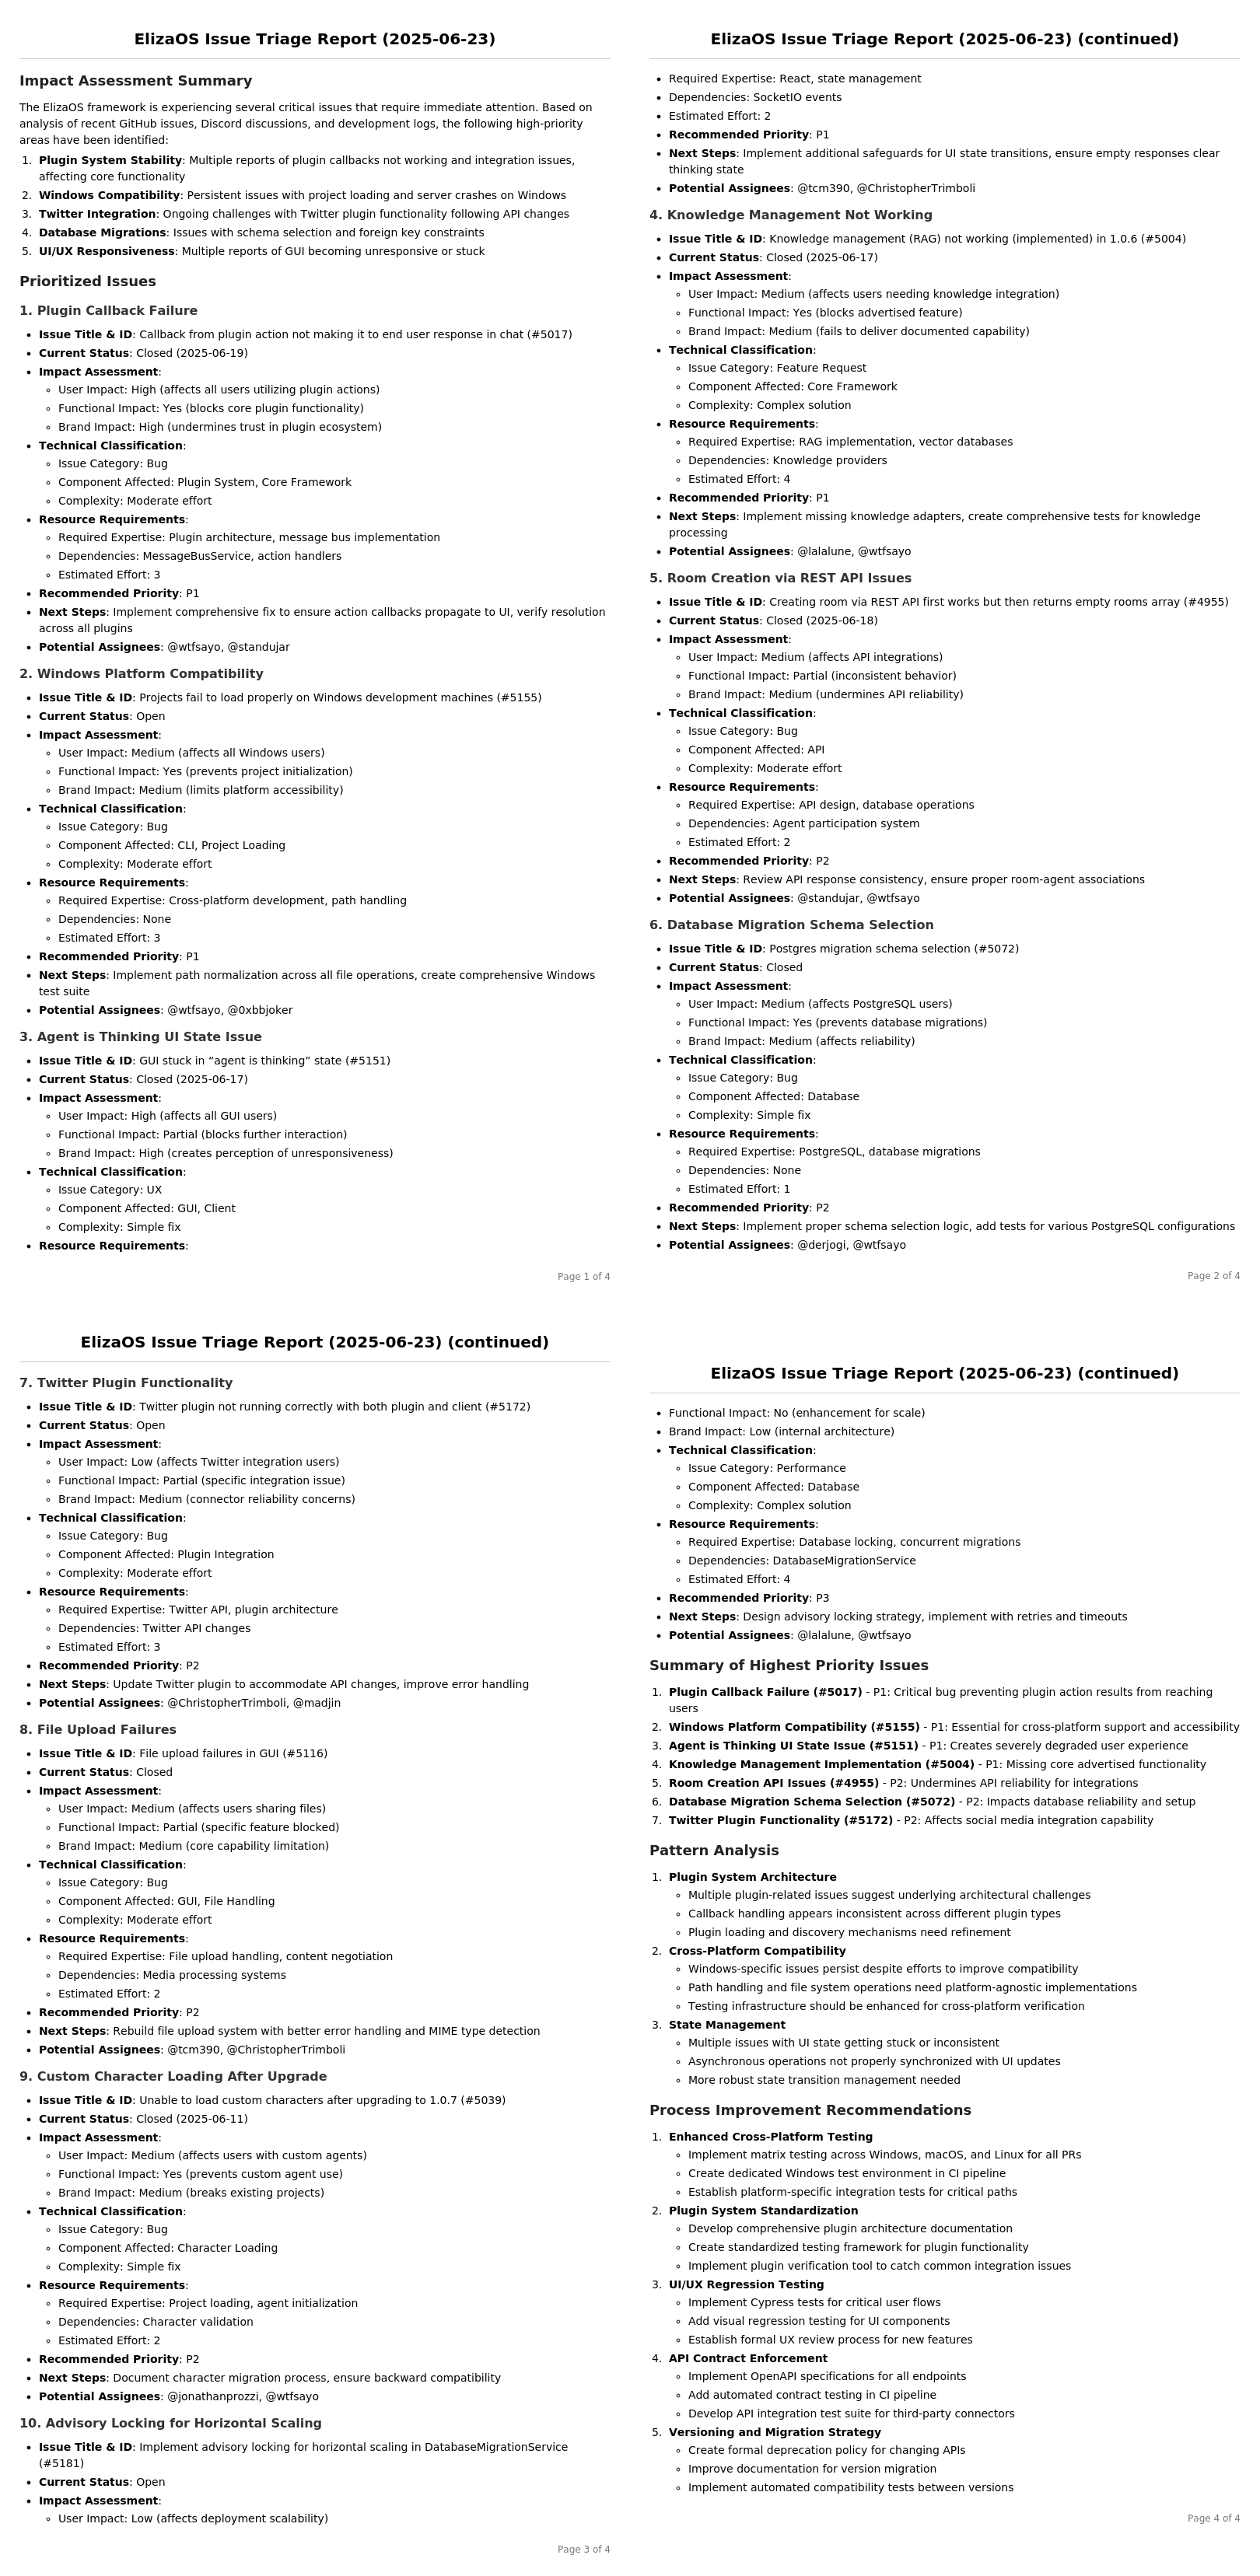 ElizaOS Issue Triage Report (2025-06-23)
Impact Assessment Summary
The ElizaOS framework is experiencing several critical issues that require immediate attention. Based on
analysis of recent GitHub issues, Discord discussions, and development logs, the following high-priority
areas have been identified:
1. Plugin System Stability: Multiple reports of plugin callbacks not working and integration issues,
affecting core functionality
2. Windows Compatibility: Persistent issues with project loading and server crashes on Windows
3. Twitter Integration: Ongoing challenges with Twitter plugin functionality following API changes
4. Database Migrations: Issues with schema selection and foreign key constraints
5. UI/UX Responsiveness: Multiple reports of GUI becoming unresponsive or stuck
Prioritized Issues
1. Plugin Callback Failure
• Issue Title & ID: Callback from plugin action not making it to end user response in chat (#5017)
• Current Status: Closed (2025-06-19)
• Impact Assessment:
◦ User Impact: High (affects all users utilizing plugin actions)
◦ Functional Impact: Yes (blocks core plugin functionality)
◦ Brand Impact: High (undermines trust in plugin ecosystem)
• Technical Classification:
◦ Issue Category: Bug
◦ Component Affected: Plugin System, Core Framework
◦ Complexity: Moderate effort
• Resource Requirements:
◦ Required Expertise: Plugin architecture, message bus implementation
◦ Dependencies: MessageBusService, action handlers
◦ Estimated Effort: 3
• Recommended Priority: P1
• Next Steps: Implement comprehensive fix to ensure action callbacks propagate to UI, verify resolution
across all plugins
• Potential Assignees: @wtfsayo, @standujar
2. Windows Platform Compatibility
• Issue Title & ID: Projects fail to load properly on Windows development machines (#5155)
• Current Status: Open
• Impact Assessment:
◦ User Impact: Medium (affects all Windows users)
◦ Functional Impact: Yes (prevents project initialization)
◦ Brand Impact: Medium (limits platform accessibility)
• Technical Classification:
◦ Issue Category: Bug
◦ Component Affected: CLI, Project Loading
◦ Complexity: Moderate effort
• Resource Requirements:
◦ Required Expertise: Cross-platform development, path handling
◦ Dependencies: None
◦ Estimated Effort: 3
• Recommended Priority: P1
• Next Steps: Implement path normalization across all file operations, create comprehensive Windows
test suite
• Potential Assignees: @wtfsayo, @0xbbjoker
3. Agent is Thinking UI State Issue
• Issue Title & ID: GUI stuck in “agent is thinking” state (#5151)
• Current Status: Closed (2025-06-17)
• Impact Assessment:
◦ User Impact: High (affects all GUI users)
◦ Functional Impact: Partial (blocks further interaction)
◦ Brand Impact: High (creates perception of unresponsiveness)
• Technical Classification:
◦ Issue Category: UX
◦ Component Affected: GUI, Client
◦ Complexity: Simple fix
• Resource Requirements:
Page 1 of 4
ElizaOS Issue Triage Report (2025-06-23) (continued)
• Required Expertise: React, state management
• Dependencies: SocketIO events
• Estimated Effort: 2
• Recommended Priority: P1
• Next Steps: Implement additional safeguards for UI state transitions, ensure empty responses clear
thinking state
• Potential Assignees: @tcm390, @ChristopherTrimboli
4. Knowledge Management Not Working
• Issue Title & ID: Knowledge management (RAG) not working (implemented) in 1.0.6 (#5004)
• Current Status: Closed (2025-06-17)
• Impact Assessment:
◦ User Impact: Medium (affects users needing knowledge integration)
◦ Functional Impact: Yes (blocks advertised feature)
◦ Brand Impact: Medium (fails to deliver documented capability)
• Technical Classification:
◦ Issue Category: Feature Request
◦ Component Affected: Core Framework
◦ Complexity: Complex solution
• Resource Requirements:
◦ Required Expertise: RAG implementation, vector databases
◦ Dependencies: Knowledge providers
◦ Estimated Effort: 4
• Recommended Priority: P1
• Next Steps: Implement missing knowledge adapters, create comprehensive tests for knowledge
processing
• Potential Assignees: @lalalune, @wtfsayo
5. Room Creation via REST API Issues
• Issue Title & ID: Creating room via REST API first works but then returns empty rooms array (#4955)
• Current Status: Closed (2025-06-18)
• Impact Assessment:
◦ User Impact: Medium (affects API integrations)
◦ Functional Impact: Partial (inconsistent behavior)
◦ Brand Impact: Medium (undermines API reliability)
• Technical Classification:
◦ Issue Category: Bug
◦ Component Affected: API
◦ Complexity: Moderate effort
• Resource Requirements:
◦ Required Expertise: API design, database operations
◦ Dependencies: Agent participation system
◦ Estimated Effort: 2
• Recommended Priority: P2
• Next Steps: Review API response consistency, ensure proper room-agent associations
• Potential Assignees: @standujar, @wtfsayo
6. Database Migration Schema Selection
• Issue Title & ID: Postgres migration schema selection (#5072)
• Current Status: Closed
• Impact Assessment:
◦ User Impact: Medium (affects PostgreSQL users)
◦ Functional Impact: Yes (prevents database migrations)
◦ Brand Impact: Medium (affects reliability)
• Technical Classification:
◦ Issue Category: Bug
◦ Component Affected: Database
◦ Complexity: Simple fix
• Resource Requirements:
◦ Required Expertise: PostgreSQL, database migrations
◦ Dependencies: None
◦ Estimated Effort: 1
• Recommended Priority: P2
• Next Steps: Implement proper schema selection logic, add tests for various PostgreSQL configurations
• Potential Assignees: @derjogi, @wtfsayo
Page 2 of 4
ElizaOS Issue Triage Report (2025-06-23) (continued)
7. Twitter Plugin Functionality
• Issue Title & ID: Twitter plugin not running correctly with both plugin and client (#5172)
• Current Status: Open
• Impact Assessment:
◦ User Impact: Low (affects Twitter integration users)
◦ Functional Impact: Partial (specific integration issue)
◦ Brand Impact: Medium (connector reliability concerns)
• Technical Classification:
◦ Issue Category: Bug
◦ Component Affected: Plugin Integration
◦ Complexity: Moderate effort
• Resource Requirements:
◦ Required Expertise: Twitter API, plugin architecture
◦ Dependencies: Twitter API changes
◦ Estimated Effort: 3
• Recommended Priority: P2
• Next Steps: Update Twitter plugin to accommodate API changes, improve error handling
• Potential Assignees: @ChristopherTrimboli, @madjin
8. File Upload Failures
• Issue Title & ID: File upload failures in GUI (#5116)
• Current Status: Closed
• Impact Assessment:
◦ User Impact: Medium (affects users sharing files)
◦ Functional Impact: Partial (specific feature blocked)
◦ Brand Impact: Medium (core capability limitation)
• Technical Classification:
◦ Issue Category: Bug
◦ Component Affected: GUI, File Handling
◦ Complexity: Moderate effort
• Resource Requirements:
◦ Required Expertise: File upload handling, content negotiation
◦ Dependencies: Media processing systems
◦ Estimated Effort: 2
• Recommended Priority: P2
• Next Steps: Rebuild file upload system with better error handling and MIME type detection
• Potential Assignees: @tcm390, @ChristopherTrimboli
9. Custom Character Loading After Upgrade
• Issue Title & ID: Unable to load custom characters after upgrading to 1.0.7 (#5039)
• Current Status: Closed (2025-06-11)
• Impact Assessment:
◦ User Impact: Medium (affects users with custom agents)
◦ Functional Impact: Yes (prevents custom agent use)
◦ Brand Impact: Medium (breaks existing projects)
• Technical Classification:
◦ Issue Category: Bug
◦ Component Affected: Character Loading
◦ Complexity: Simple fix
• Resource Requirements:
◦ Required Expertise: Project loading, agent initialization
◦ Dependencies: Character validation
◦ Estimated Effort: 2
• Recommended Priority: P2
• Next Steps: Document character migration process, ensure backward compatibility
• Potential Assignees: @jonathanprozzi, @wtfsayo
10. Advisory Locking for Horizontal Scaling
• Issue Title & ID: Implement advisory locking for horizontal scaling in DatabaseMigrationService
(#5181)
• Current Status: Open
• Impact Assessment:
◦ User Impact: Low (affects deployment scalability)
Page 3 of 4
ElizaOS Issue Triage Report (2025-06-23) (continued)
• Functional Impact: No (enhancement for scale)
• Brand Impact: Low (internal architecture)
• Technical Classification:
◦ Issue Category: Performance
◦ Component Affected: Database
◦ Complexity: Complex solution
• Resource Requirements:
◦ Required Expertise: Database locking, concurrent migrations
◦ Dependencies: DatabaseMigrationService
◦ Estimated Effort: 4
• Recommended Priority: P3
• Next Steps: Design advisory locking strategy, implement with retries and timeouts
• Potential Assignees: @lalalune, @wtfsayo
Summary of Highest Priority Issues
1. Plugin Callback Failure (#5017) - P1: Critical bug preventing plugin action results from reaching
users
2. Windows Platform Compatibility (#5155) - P1: Essential for cross-platform support and accessibility
3. Agent is Thinking UI State Issue (#5151) - P1: Creates severely degraded user experience
4. Knowledge Management Implementation (#5004) - P1: Missing core advertised functionality
5. Room Creation API Issues (#4955) - P2: Undermines API reliability for integrations
6. Database Migration Schema Selection (#5072) - P2: Impacts database reliability and setup
7. Twitter Plugin Functionality (#5172) - P2: Affects social media integration capability
Pattern Analysis
1. Plugin System Architecture
◦ Multiple plugin-related issues suggest underlying architectural challenges
◦ Callback handling appears inconsistent across different plugin types
◦ Plugin loading and discovery mechanisms need refinement
2. Cross-Platform Compatibility
◦ Windows-specific issues persist despite efforts to improve compatibility
◦ Path handling and file system operations need platform-agnostic implementations
◦ Testing infrastructure should be enhanced for cross-platform verification
3. State Management
◦ Multiple issues with UI state getting stuck or inconsistent
◦ Asynchronous operations not properly synchronized with UI updates
◦ More robust state transition management needed
Process Improvement Recommendations
1. Enhanced Cross-Platform Testing
◦ Implement matrix testing across Windows, macOS, and Linux for all PRs
◦ Create dedicated Windows test environment in CI pipeline
◦ Establish platform-specific integration tests for critical paths
2. Plugin System Standardization
◦ Develop comprehensive plugin architecture documentation
◦ Create standardized testing framework for plugin functionality
◦ Implement plugin verification tool to catch common integration issues
3. UI/UX Regression Testing
◦ Implement Cypress tests for critical user flows
◦ Add visual regression testing for UI components
◦ Establish formal UX review process for new features
4. API Contract Enforcement
◦ Implement OpenAPI specifications for all endpoints
◦ Add automated contract testing in CI pipeline
◦ Develop API integration test suite for third-party connectors
5. Versioning and Migration Strategy
◦ Create formal deprecation policy for changing APIs
◦ Improve documentation for version migration
◦ Implement automated compatibility tests between versions
Page 4 of 4